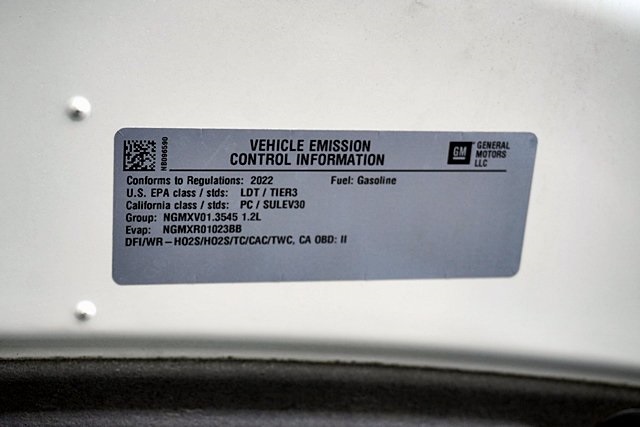 VEHICLE EMISSION
CONTROL INFORMATION
GM
GENERAL
MOTORS
LLC
NB096590
Conforms to Regulations: 2022 Fuel: Gasoline
U.S. EPA class / stds: LDT / TIER3
California class / stds: PC / SULEV30
Group: NGMXV01.3545 1.2L
Evap: NGMXR01023BB
DFI/WR-HO2S/HO2S/TC/CAC/TWC, CA OBD: II